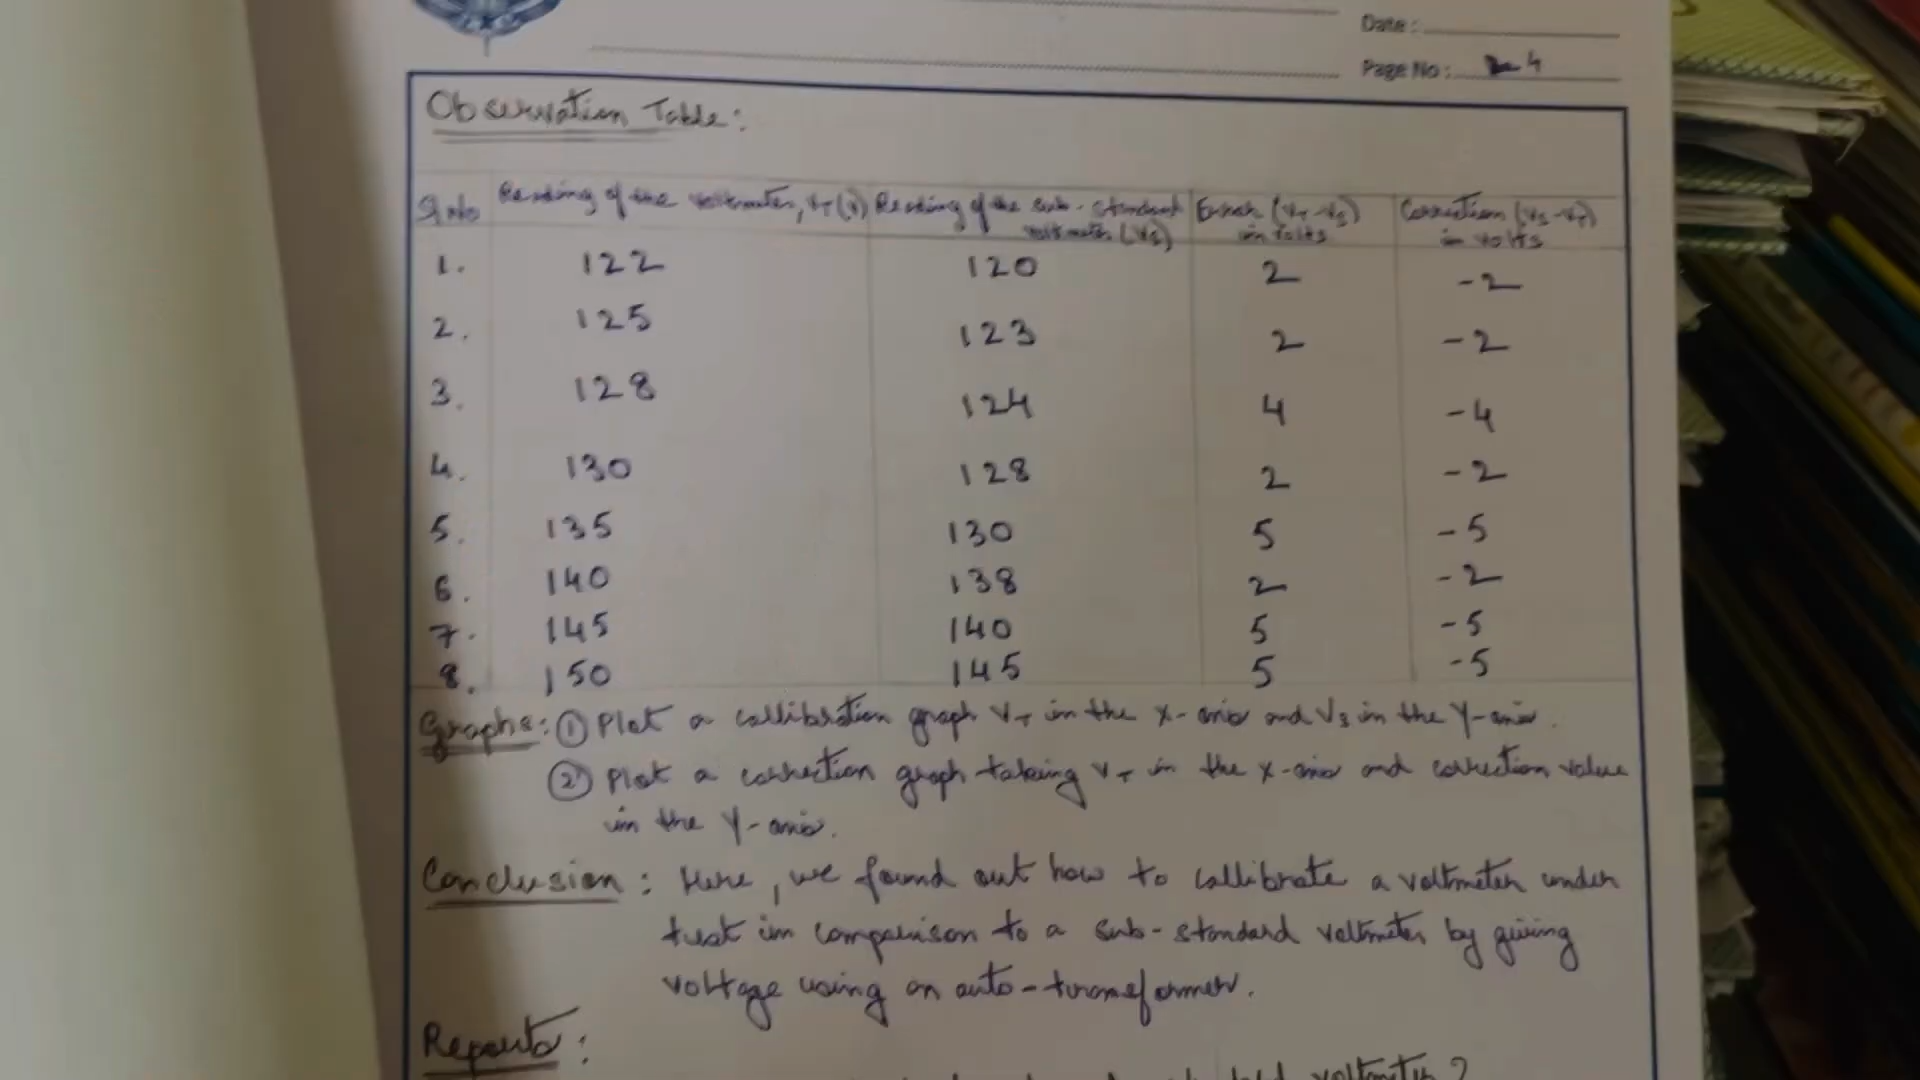 Date:
Page No: 4
Observation Table:
Sl No Reading of the voltmeter, VT (V) Reading of the sub-standard voltmeter (Vs) Error (VT-Vs) in volts Correction (Vs-VT) in volts
1. 122 120 2 -2
2. 125 123 2 -2
3. 128 124 4 -4
4. 130 128 2 -2
5. 135 130 5 -5
6. 140 138 2 -2
7. 145 140 5 -5
8. 150 145 5 -5
Graphs: ① Plot a callibration graph VT in the X-axis and Vs in the Y-axis.
② Plot a correction graph taking VT in the X-axis and correction value
in the Y-axis.
Conclusion: Here, we found out how to callibrate a voltmeter under
test in comparison to a sub-standard voltmeter by giving
voltage using an auto-transformer.
Reports:
voltmeter?